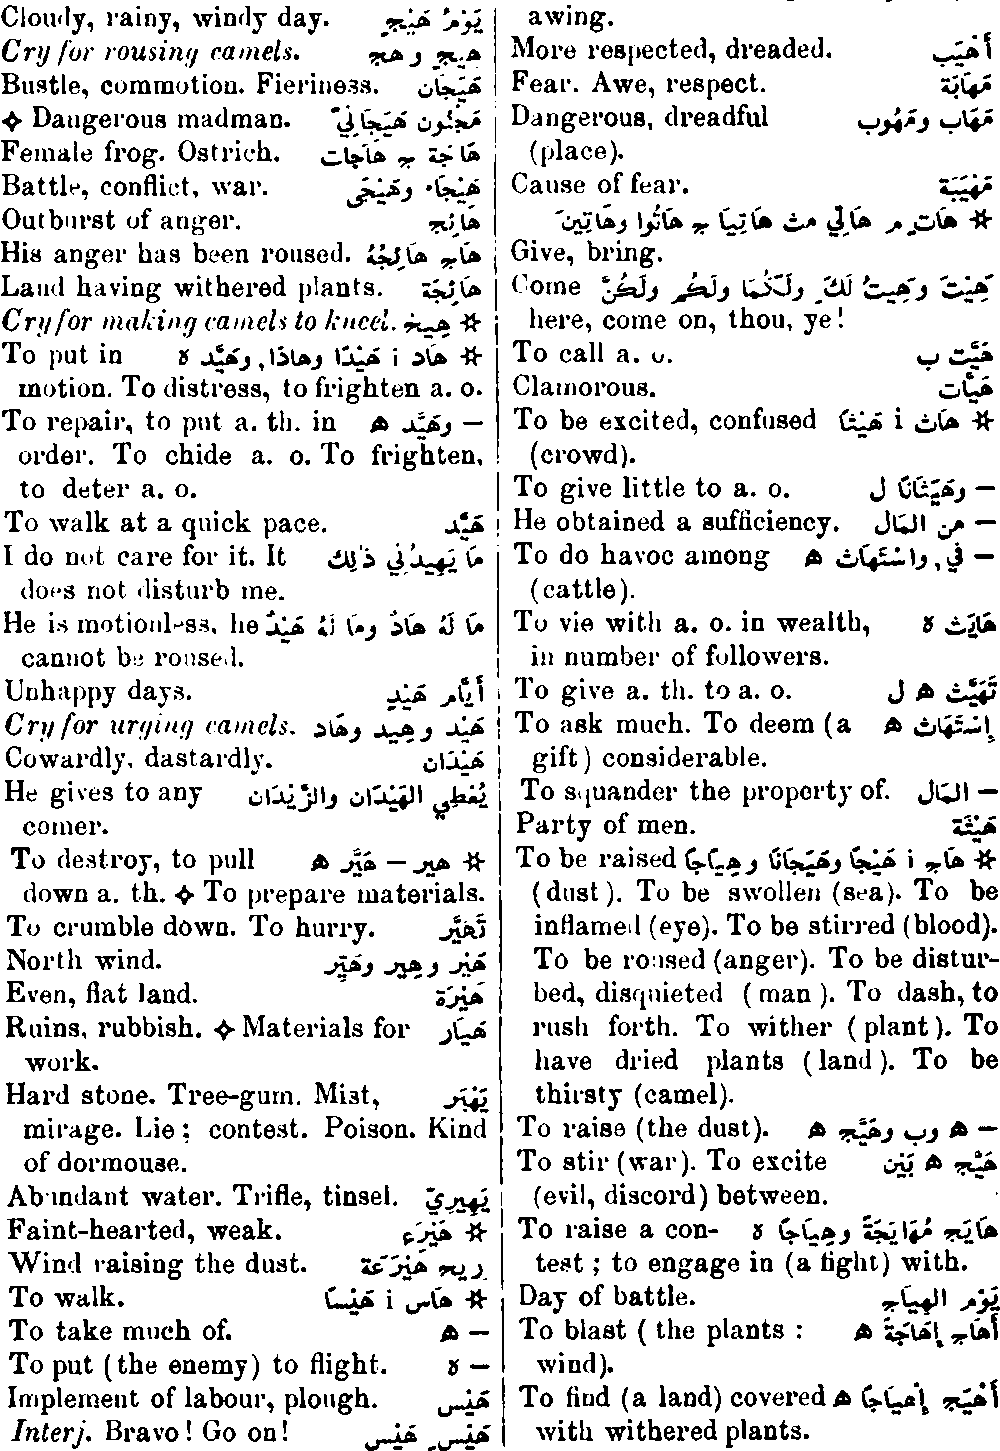 awing.
More respected, dreaded. أَهْيَب
Fear. Awe, respect. مَهَابَة
Dangerous, dreadful مَهَاب ومَهُوب
(place).
Cause of fear. مَهْيَبَة
☆ هَاتِ م هَاتِي مث هَاتِيَا ج هَاتُوا وهَاتِينَ
Give, bring.
Come هَيْتَ وهِيتُ لَكَ, ولَكُمَا ولَكُم ولَكُنَّ
here, come on, thou, ye!
To call a. o. هَيَّت ب
Clamorous. هَيَّات
To be excited, confused ☆ هَاث i هَيْثًا
(crowd).
To give little to a. o. — وهَيَثَانًا ل
He obtained a sufficiency. — مِن المَال
To do havoc among — في, واسْتَهَاث ه
(cattle).
To vie with a. o. in wealth, هَايَث ة
in number of followers.
To give a. th. to a. o. تَهَيَّث ه ل
To ask much. To deem (a إِسْتَهَاث ه
gift) considerable.
To squander the property of. — المَال
Party of men. هَيْثَة
To be raised ☆ هَاج i هَيْجًا وهَيَجَانًا وهِيَاجًا
(dust). To be swollen (sea). To be
inflamed (eye). To be stirred (blood).
To be roused (anger). To be distur-
bed, disquieted (man). To dash, to
rush forth. To wither (plant). To
have dried plants (land). To be
thirsty (camel).
To raise (the dust). — ه وب وهَيَّج ه
To stir (war). To excite هَيَّج ه بَيْن
(evil, discord) between.
To raise a con- هَايَج مُهَايَجَةً وهِيَاجًا ة
test; to engage in (a fight) with.
Day of battle. يَوْم الهِيَاج
To blast (the plants: أَهَاج إِهَاجَةً ه
wind).
To find (a land) covered أَهْيَج إِهْيَاجًا ه
with withered plants.
Cloudy, rainy, windy day. يَوْمُ هَيْجٍ
Cry for rousing camels. هِيجِ وهِجِ
Bustle, commotion. Fieriness. هَيَجَان
✧ Dangerous madman. مَجْنُون هَيَجَانِيّ
Female frog. Ostrich. هَاجَة ج هَاجَات
Battle, conflict, war. هَيْجَاء وهَيْجَى
Outburst of anger. هَائِج
His anger has been roused. هَاج هَائِجُهُ
Land having withered plants. هَائِجَة
Cry for making camels to kneel. ☆ هِيخِ
To put in ☆ هَاد i هَيْدًا وهَادًا, وهَيَّد ة
motion. To distress, to frighten a. o.
To repair, to put a. th. in — وهَيَّد ه
order. To chide a. o. To frighten,
to deter a. o.
To walk at a quick pace. هَيَّد
I do not care for it. It مَا يَهِيدُنِي ذٰلِك
does not disturb me.
He is motionless, he مَا لَهُ هَادٌ ومَا لَهُ هَيْدٌ
cannot be roused.
Unhappy days. أَيَّام هَيْدٍ
Cry for urging camels. هَيْد وهِيد وهَاد
Cowardly, dastardly. هَيْدَان
He gives to any يُعْطِي الهَيْدَان والزَّيْدَان
comer.
To destroy, to pull ☆ هير — هَيَّر ه
down a. th. ✧ To prepare materials.
To crumble down. To hurry. تَهَيَّر
North wind. هَيْر وهِير وهَيِّر
Even, flat land. هَيْرَة
Ruins, rubbish. ✧ Materials for هَيَار
work.
Hard stone. Tree-gum. Mist, يَهْيَر
mirage. Lie; contest. Poison. Kind
of dormouse.
Abundant water. Trifle, tinsel. يَهْيَرِيّ
Faint-hearted, weak. ☆ هَيْرَع
Wind raising the dust. رِيح هَيْرَعَة
To walk. ☆ هَاس i هَيْسًا
To take much of. — ه
To put (the enemy) to flight. — ة
Implement of labour, plough. هَيْس
Interj. Bravo! Go on! هَيْسِ هَيْسِ